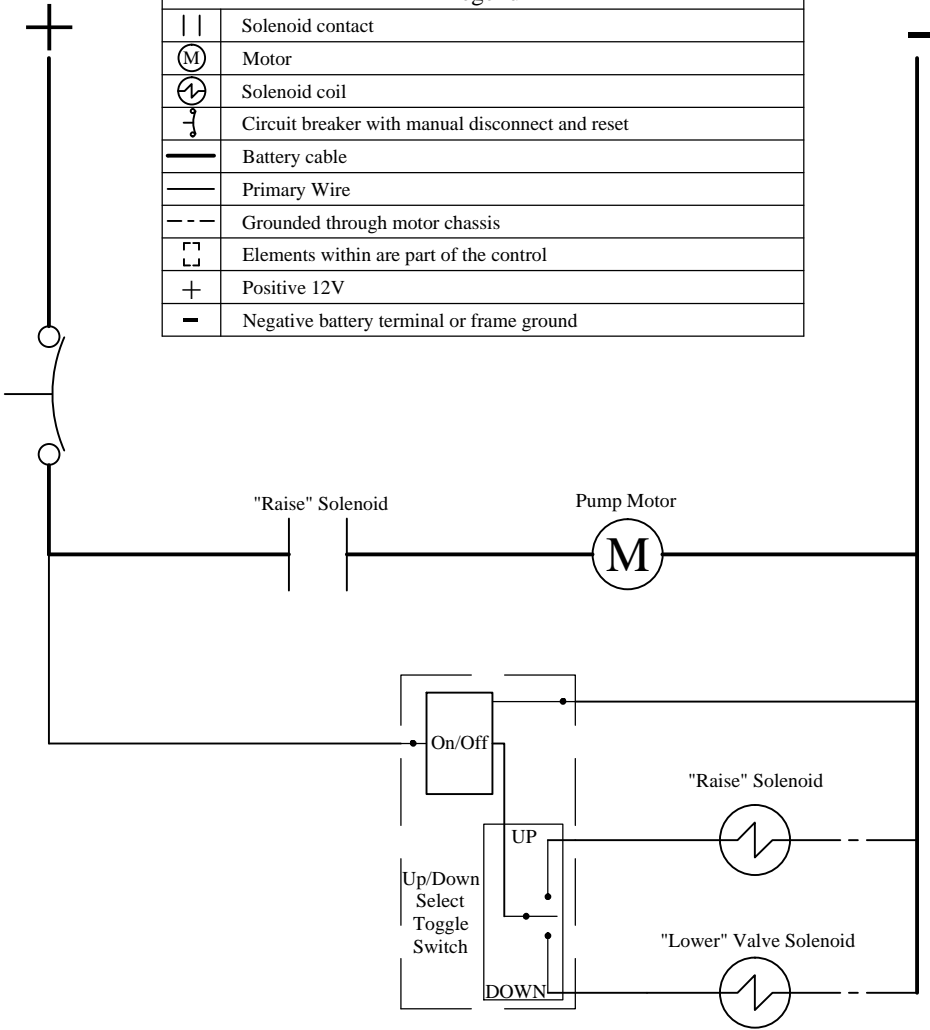 Solenoid contact
M Motor
Solenoid coil
Circuit breaker with manual disconnect and reset
Battery cable
Primary Wire
Grounded through motor chassis
Elements within are part of the control
+ Positive 12V
- Negative battery terminal or frame ground
+
-
"Raise" Solenoid
Pump Motor
M
On/Off
"Raise" Solenoid
UP
Up/Down
Select
Toggle
Switch
"Lower" Valve Solenoid
DOWN